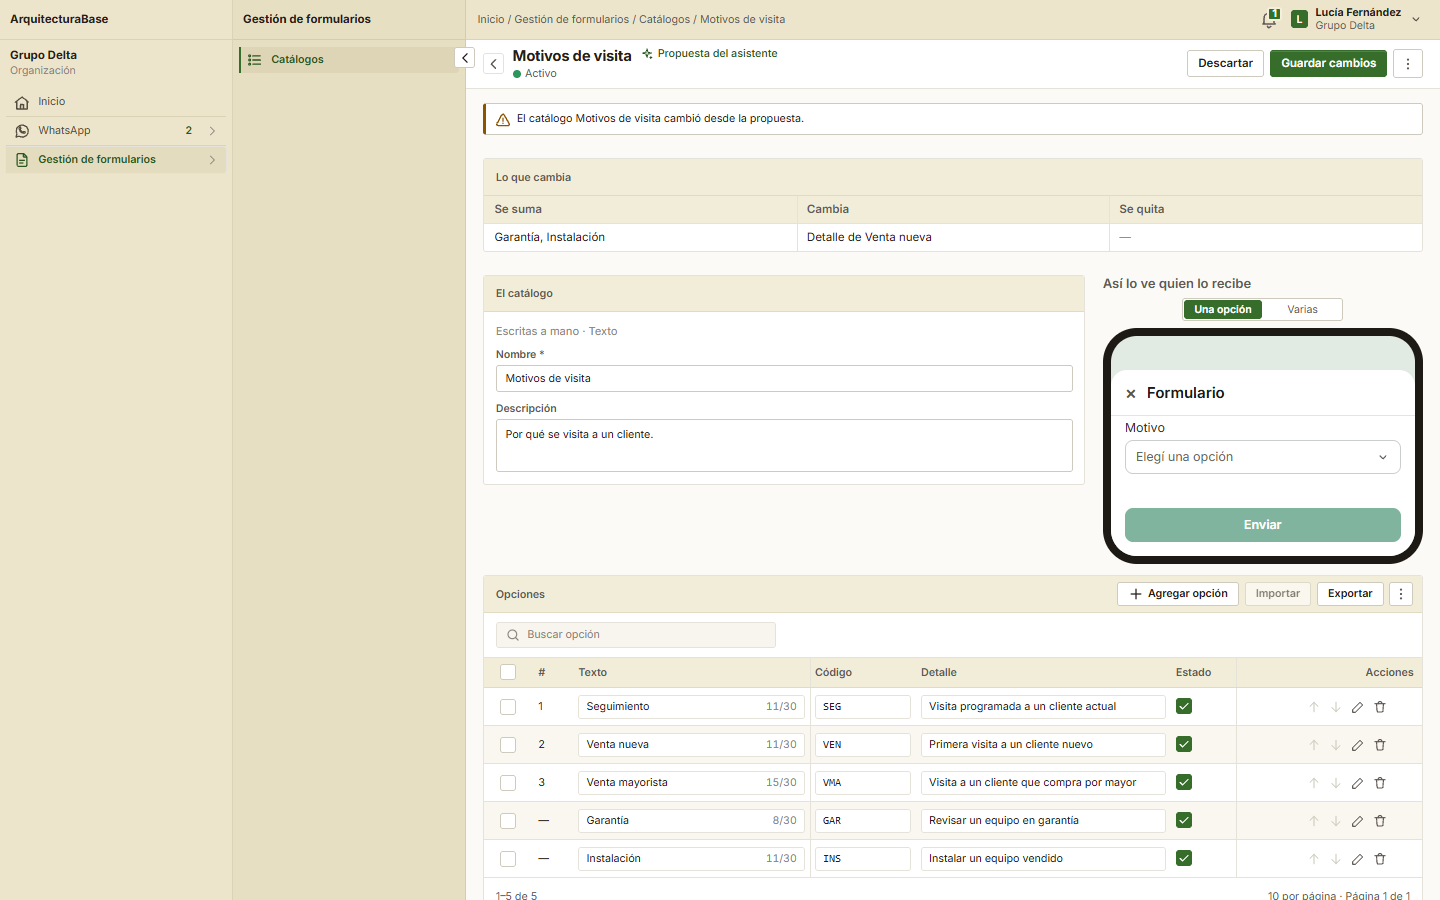 ArquitecturaBase
Gestión de formularios
Inicio / Gestión de formularios / Catálogos / Motivos de visita
1
L
Lucía Fernández
Grupo Delta
Grupo Delta
Organización
Inicio
WhatsApp 2
Gestión de formularios
Catálogos
Motivos de visita
Propuesta del asistente
Activo
Descartar
Guardar cambios
El catálogo Motivos de visita cambió desde la propuesta.
Lo que cambia
Se suma Cambia Se quita
Garantía, Instalación Detalle de Venta nueva —
El catálogo
Escritas a mano · Texto
Nombre *
Motivos de visita
Descripción
Por qué se visita a un cliente.
Así lo ve quien lo recibe
Una opción Varias
Formulario
Motivo
Elegí una opción
Enviar
Opciones
Agregar opción Importar Exportar
Buscar opción
# Texto Código Detalle Estado Acciones
1 Seguimiento 11/30 SEG Visita programada a un cliente actual
2 Venta nueva 11/30 VEN Primera visita a un cliente nuevo
3 Venta mayorista 15/30 VMA Visita a un cliente que compra por mayor
— Garantía 8/30 GAR Revisar un equipo en garantía
— Instalación 11/30 INS Instalar un equipo vendido
1–5 de 5 10 por página · Página 1 de 1